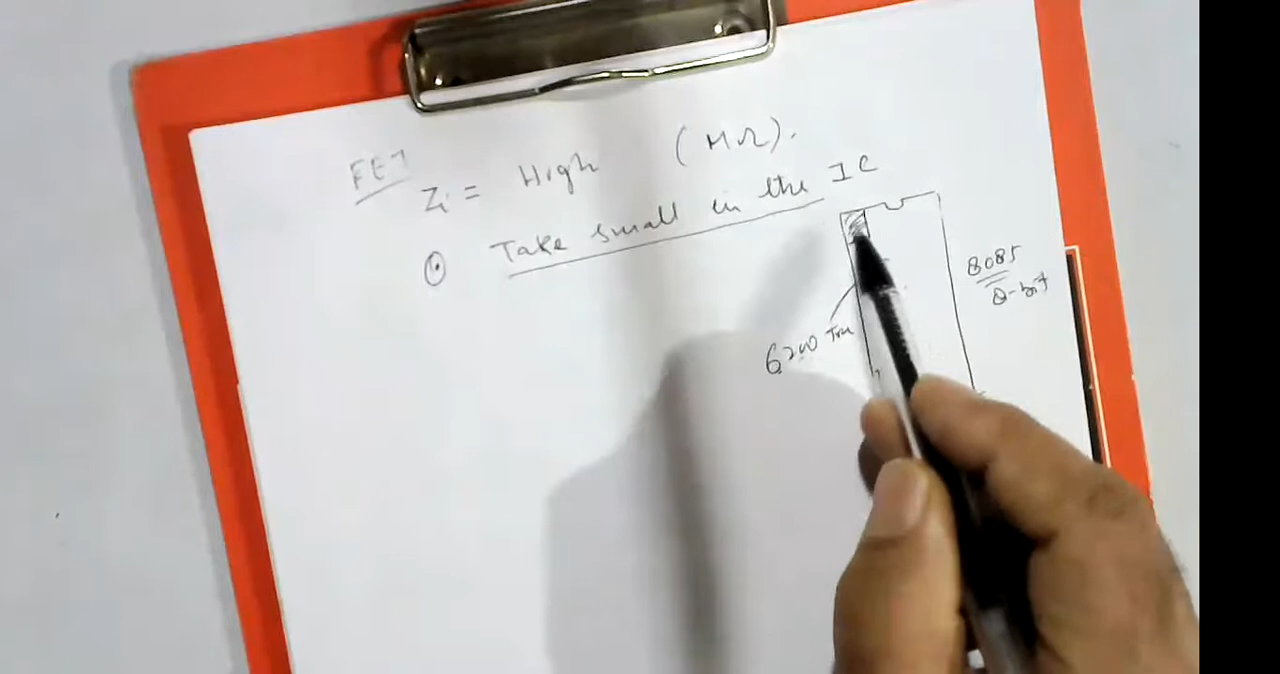 FET
Zi = High (MΩ).
① Take small in the IC
8085
8-bit
6200 Tra